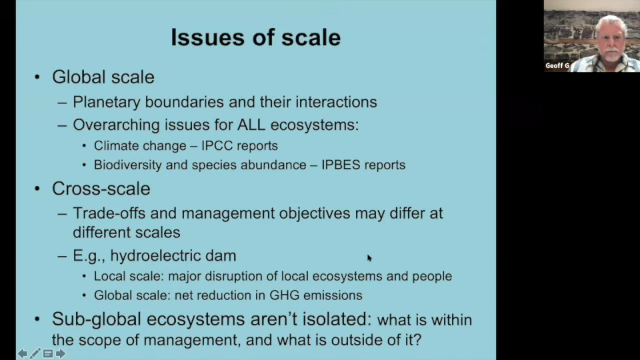 Issues of scale
• Global scale
– Planetary boundaries and their interactions
– Overarching issues for ALL ecosystems:
• Climate change – IPCC reports
• Biodiversity and species abundance – IPBES reports
• Cross-scale
– Trade-offs and management objectives may differ at
different scales
– E.g., hydroelectric dam
• Local scale: major disruption of local ecosystems and people
• Global scale: net reduction in GHG emissions
• Sub-global ecosystems aren't isolated: what is within
the scope of management, and what is outside of it?
Geoff G